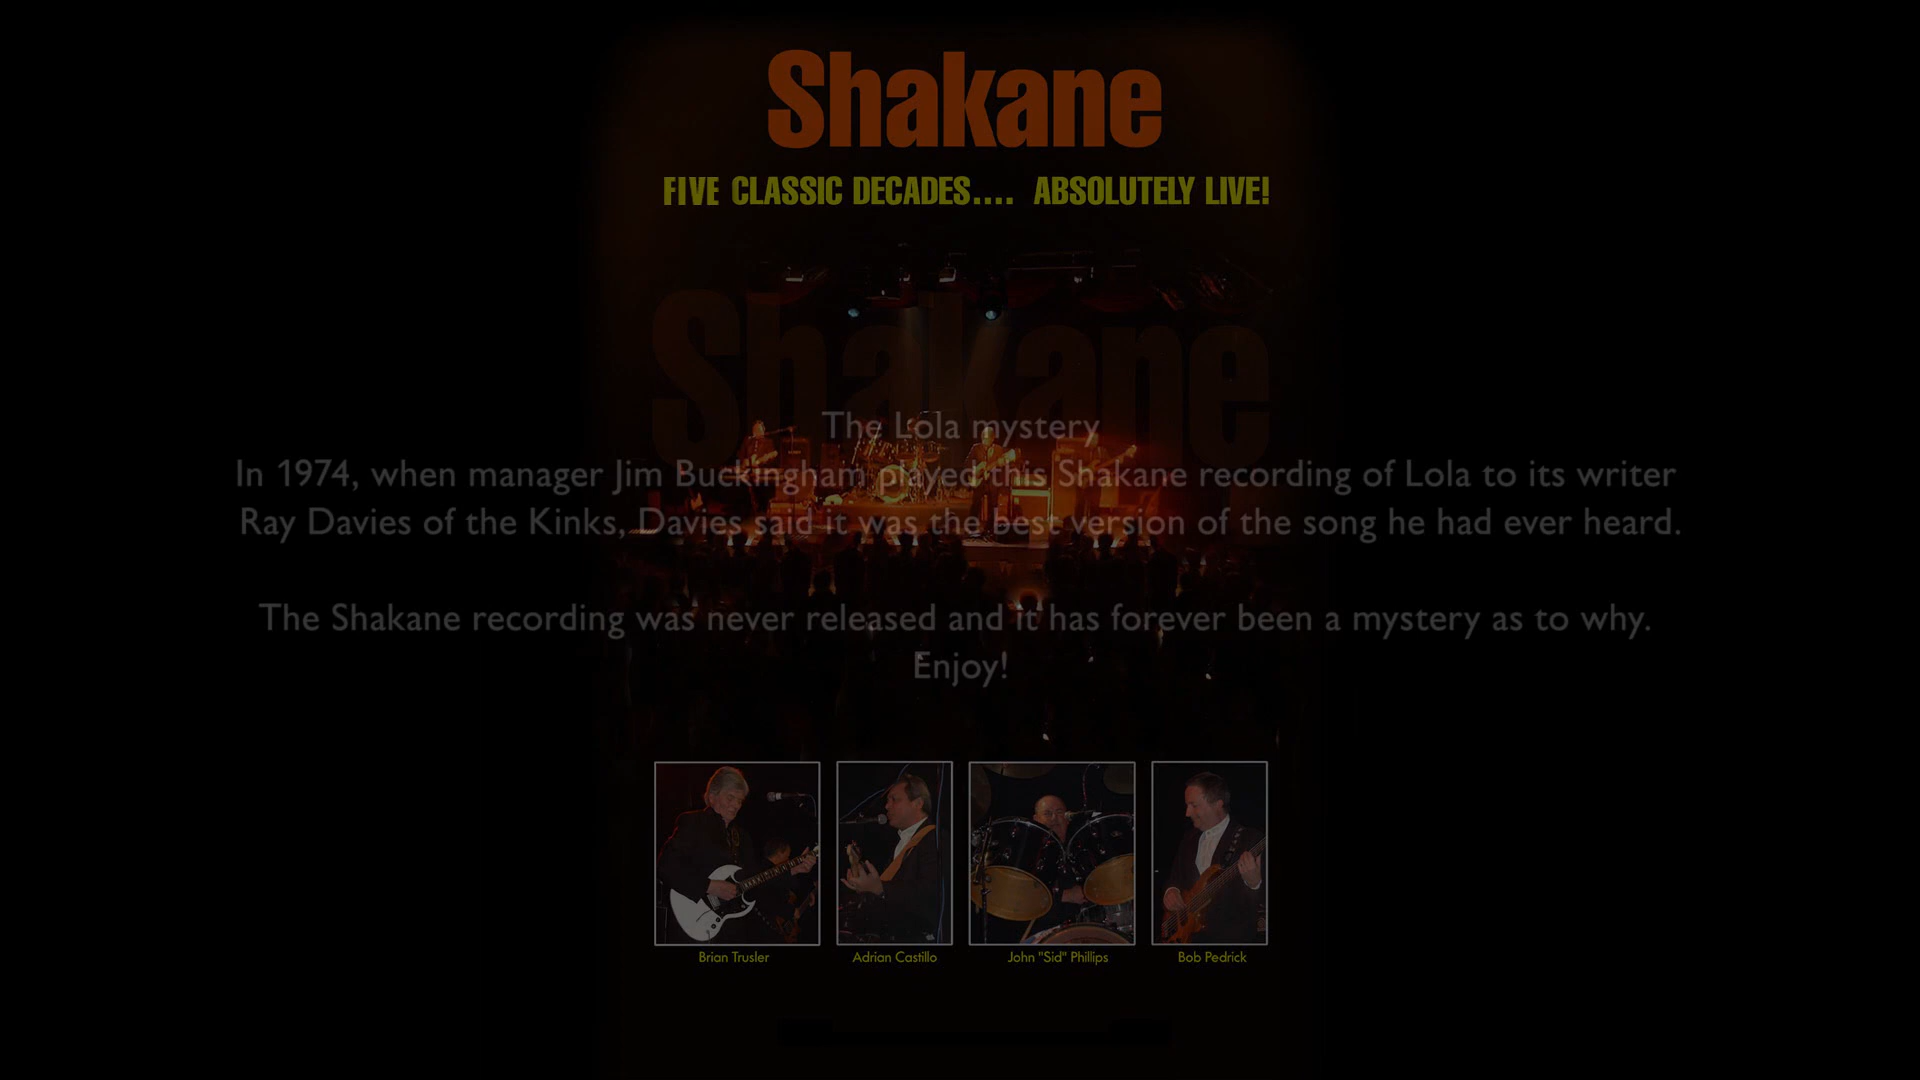 Shakane
FIVE CLASSIC DECADES.... ABSOLUTELY LIVE!
Shakane
The Lola mystery
In 1974, when manager Jim Buckingham played this Shakane recording of Lola to its writer
Ray Davies of the Kinks, Davies said it was the best version of the song he had ever heard.
The Shakane recording was never released and it has forever been a mystery as to why.
Enjoy!
Brian Trusler
Adrian Castillo
John "Sid" Phillips
Bob Pedrick